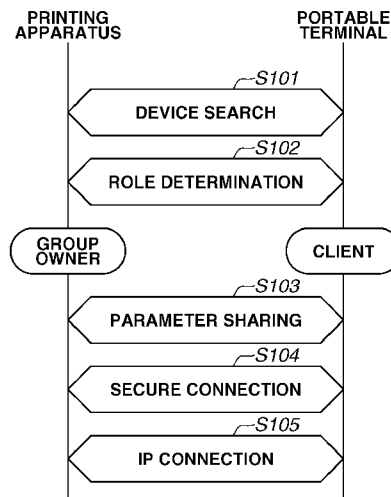 PRINTING APPARATUS
PORTABLE TERMINAL
S101
DEVICE SEARCH
S102
ROLE DETERMINATION
GROUP OWNER
CLIENT
S103
PARAMETER SHARING
S104
SECURE CONNECTION
S105
IP CONNECTION